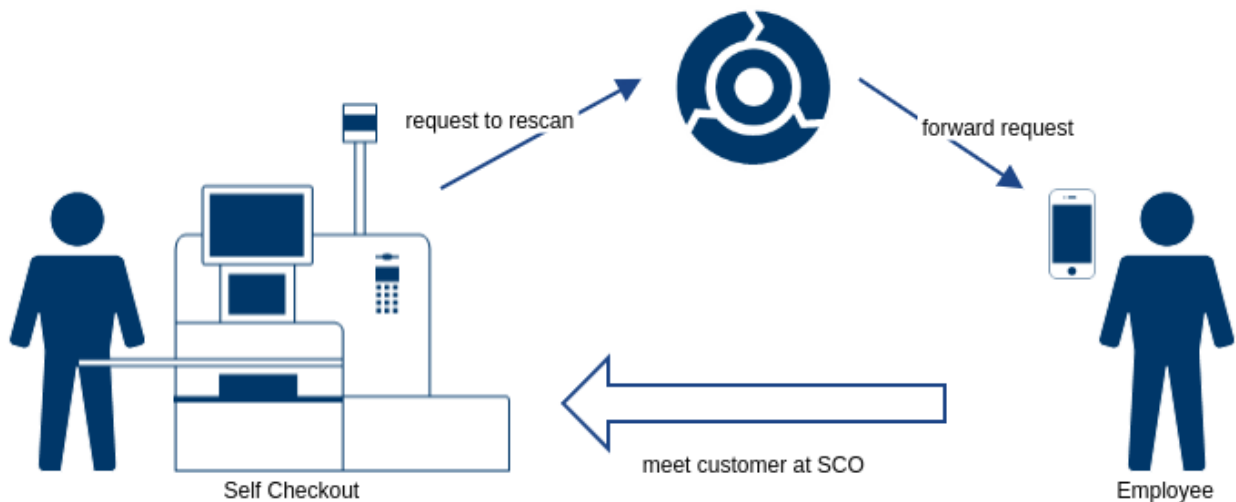 request to rescan
forward request
meet customer at SCO
Self Checkout
Employee